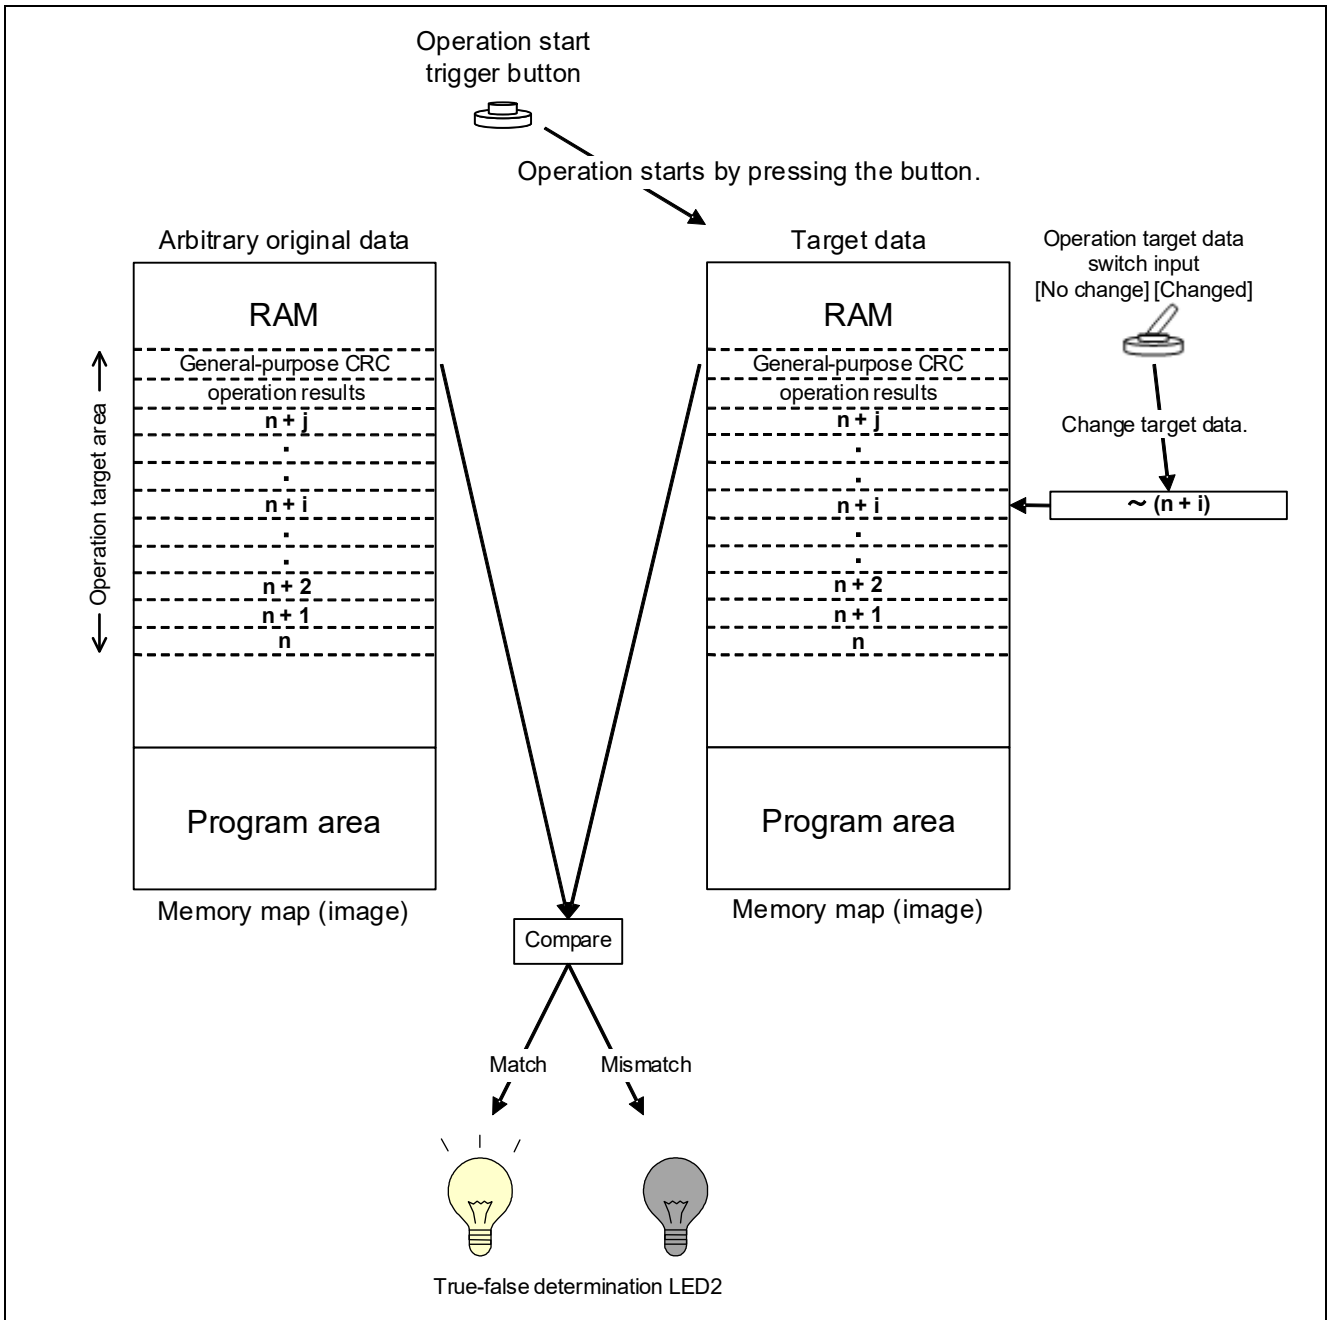 Operation start
trigger button
Operation starts by pressing the button.
Arbitrary original data
RAM
General-purpose CRC
operation results
n + j
.
.
n + i
.
.
n + 2
n + 1
n
Program area
Memory map (image)
Operation target area
Target data
RAM
General-purpose CRC
operation results
n + j
.
.
n + i
.
.
n + 2
n + 1
n
Program area
Memory map (image)
Operation target data
switch input
[No change] [Changed]
Change target data.
~ (n + i)
Compare
Match
Mismatch
True-false determination LED2